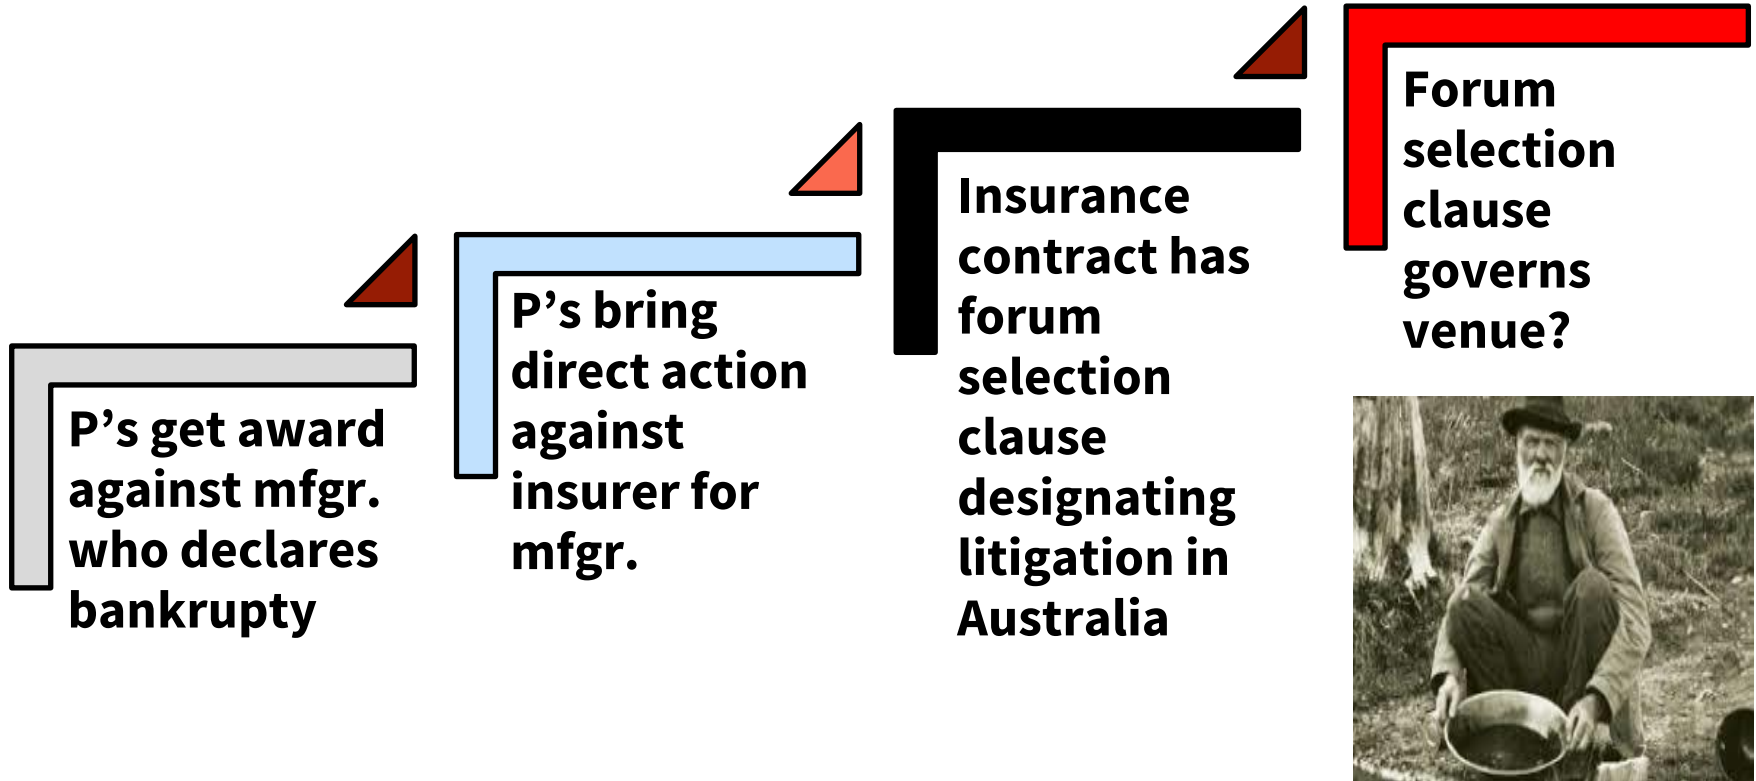 P’s get award
against mfgr.
who declares
bankrupty
P’s bring
direct action
against
insurer for
mfgr.
Insurance
contract has
forum
selection
clause
designating
litigation in
Australia
Forum
selection
clause
governs
venue?